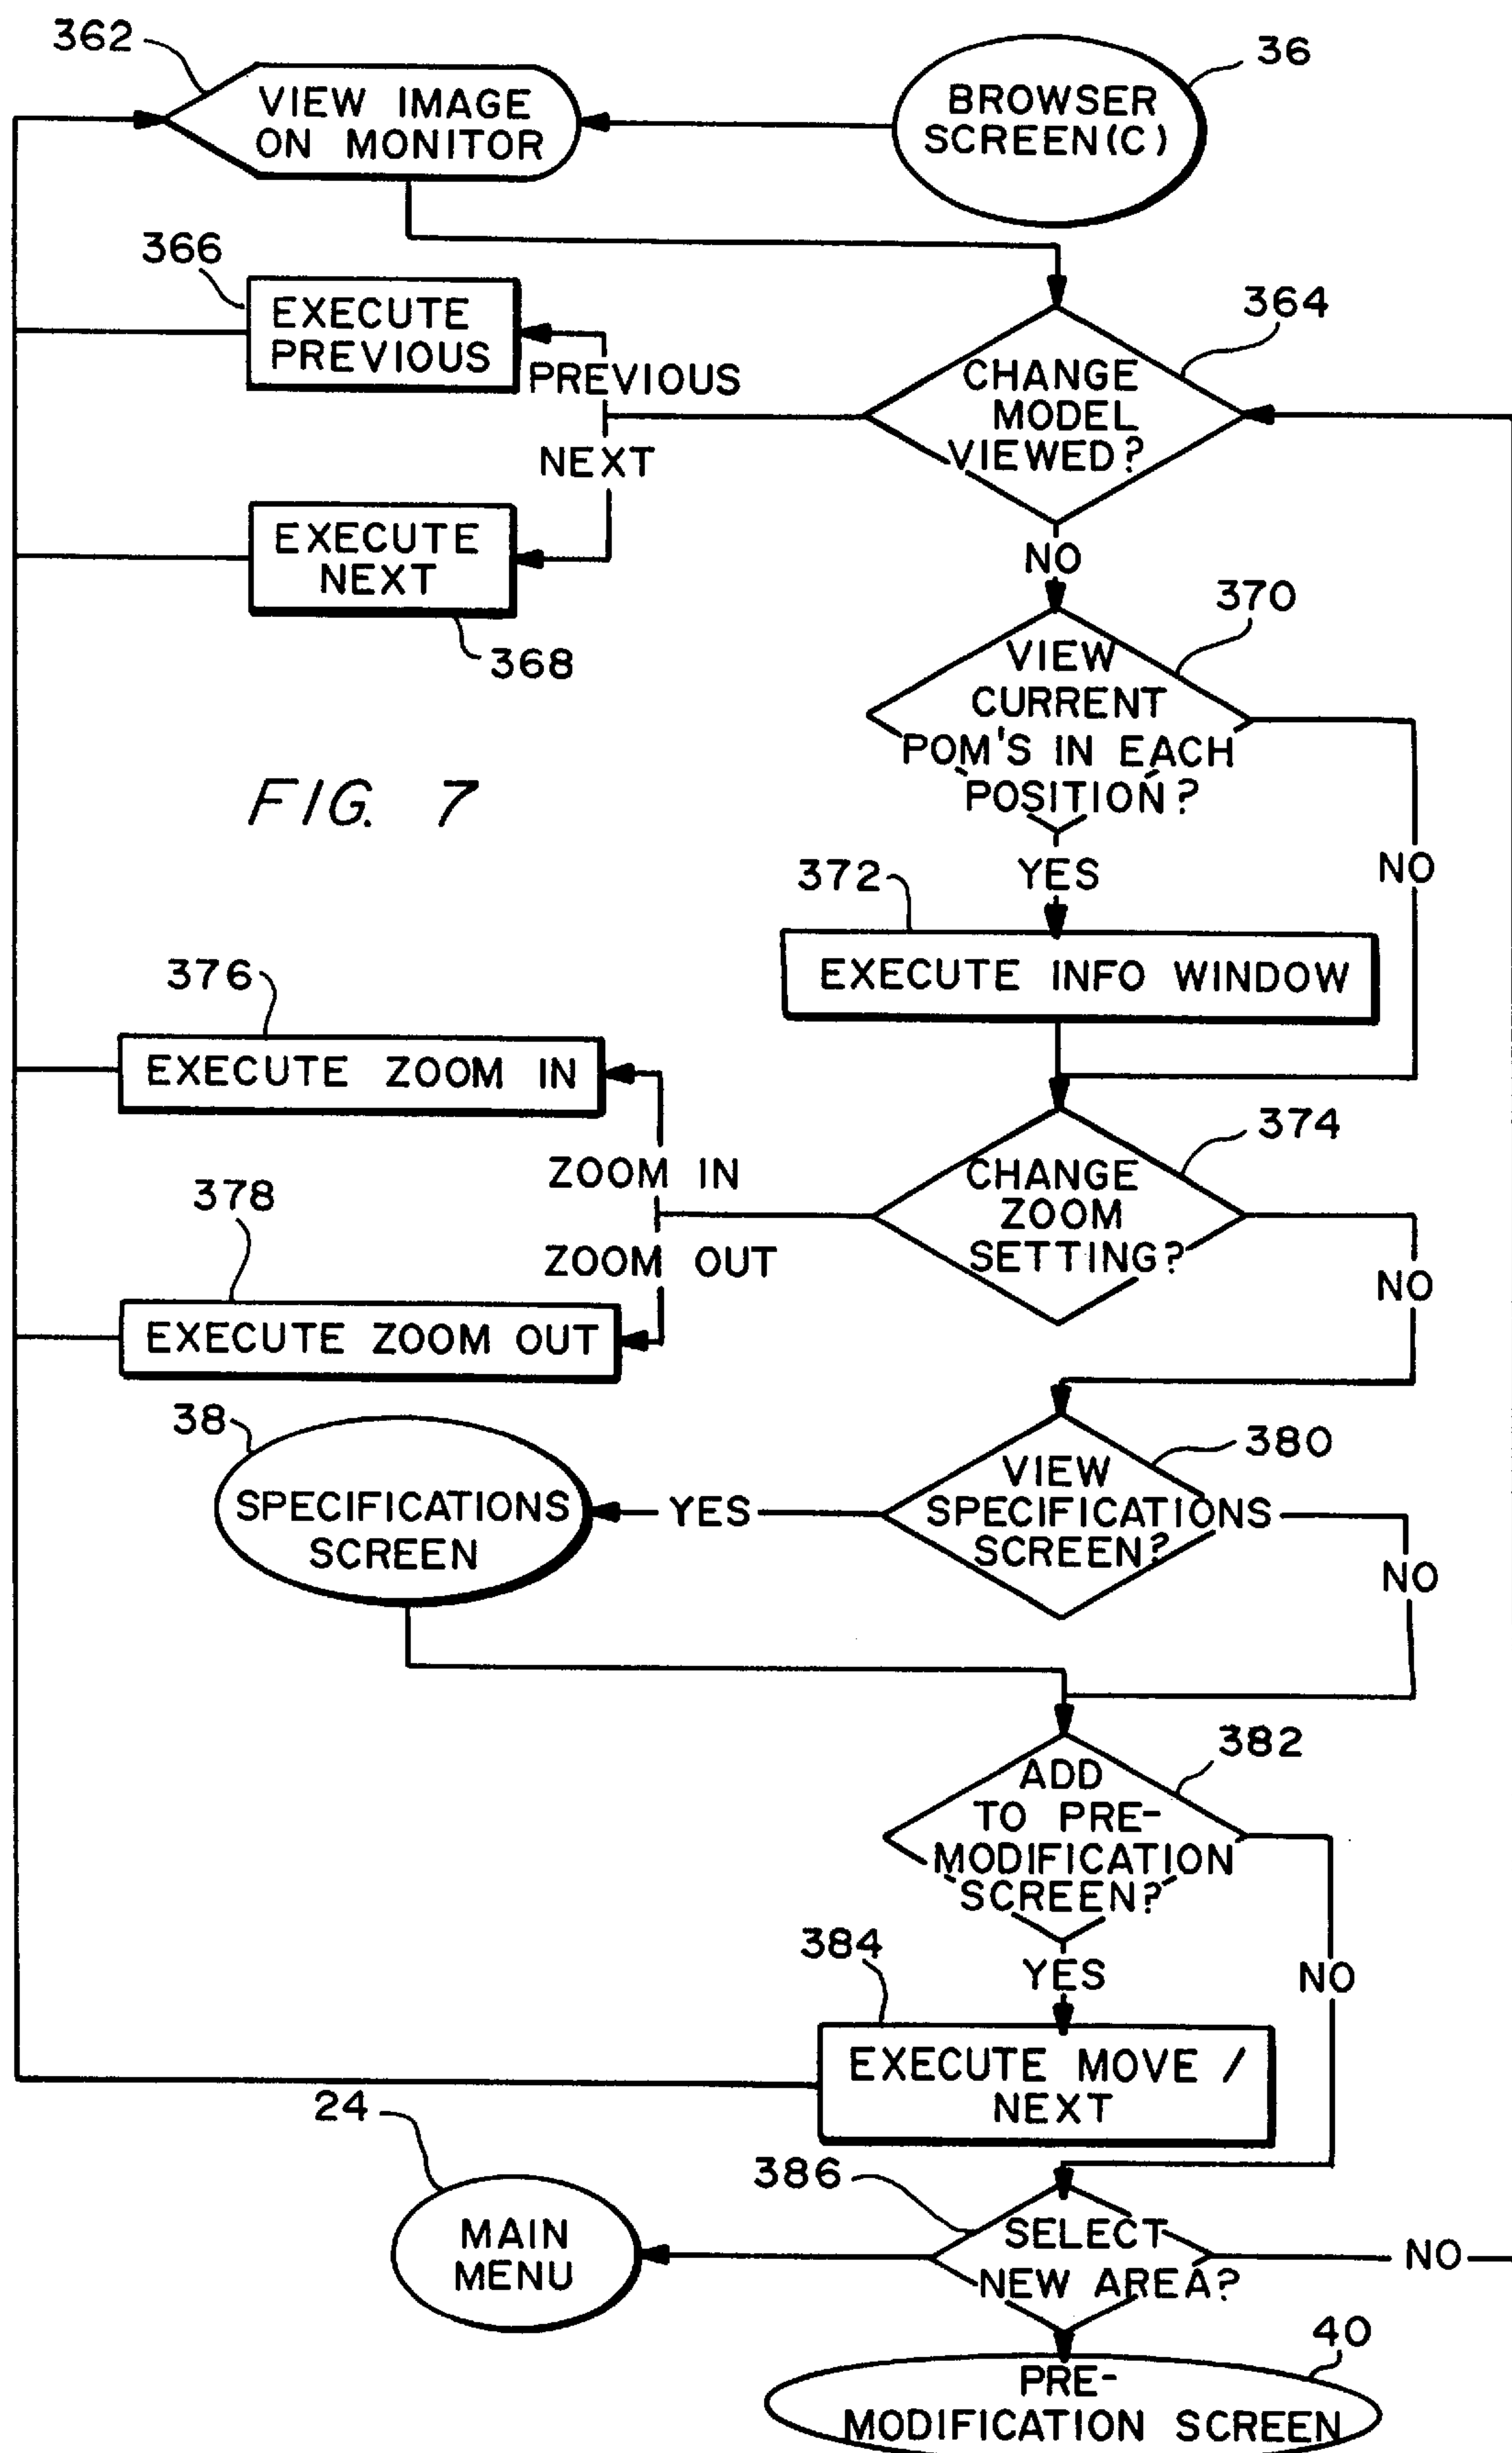 362
VIEW IMAGE
ON MONITOR
BROWSER
SCREEN(C)
36
366
EXECUTE
PREVIOUS
PREVIOUS
NEXT
364
CHANGE
MODEL
VIEWED?
EXECUTE
NEXT
368
NO
370
VIEW
CURRENT
POM'S IN EACH
POSITION?
FIG. 7
YES
NO
372
EXECUTE INFO WINDOW
376
EXECUTE ZOOM IN
ZOOM IN
ZOOM OUT
374
CHANGE
ZOOM
SETTING?
NO
378
EXECUTE ZOOM OUT
38
SPECIFICATIONS
SCREEN
YES
380
VIEW
SPECIFICATIONS
SCREEN?
NO
382
ADD
TO PRE-
MODIFICATION
SCREEN?
YES
NO
384
EXECUTE MOVE /
NEXT
24
MAIN
MENU
386
SELECT
NEW AREA?
NO
40
PRE-
MODIFICATION SCREEN